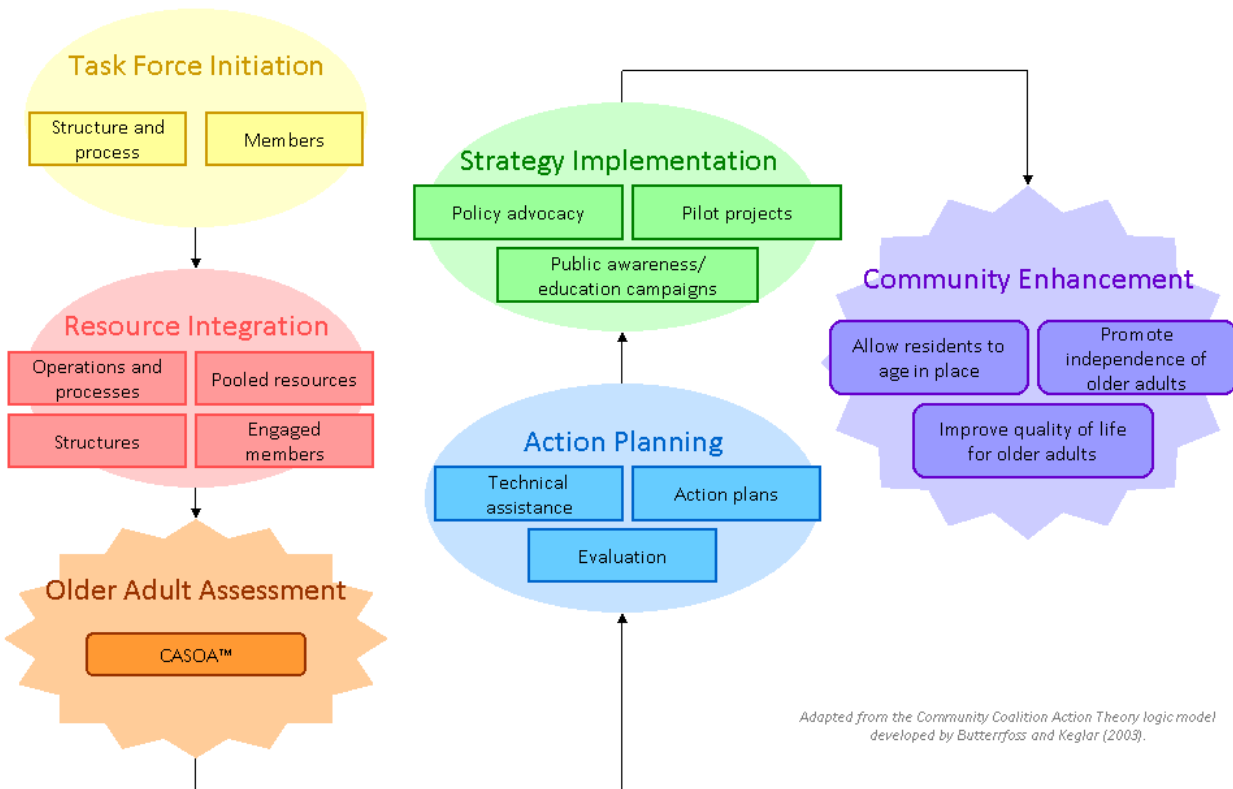 Task Force Initiation
Structure and
process
Members
Resource Integration
Operations and
processes
Pooled resources
Structures
Engaged
members
Older Adult Assessment
CASOA™
Strategy Implementation
Policy advocacy
Pilot projects
Public awareness/
education campaigns
Action Planning
Technical
assistance
Action plans
Evaluation
Community Enhancement
Allow residents to
age in place
Promote
independence of
older adults
Improve quality of life
for older adults
Adapted from the Community Coalition Action Theory logic model
developed by Butterrfoss and Keglar (2003).